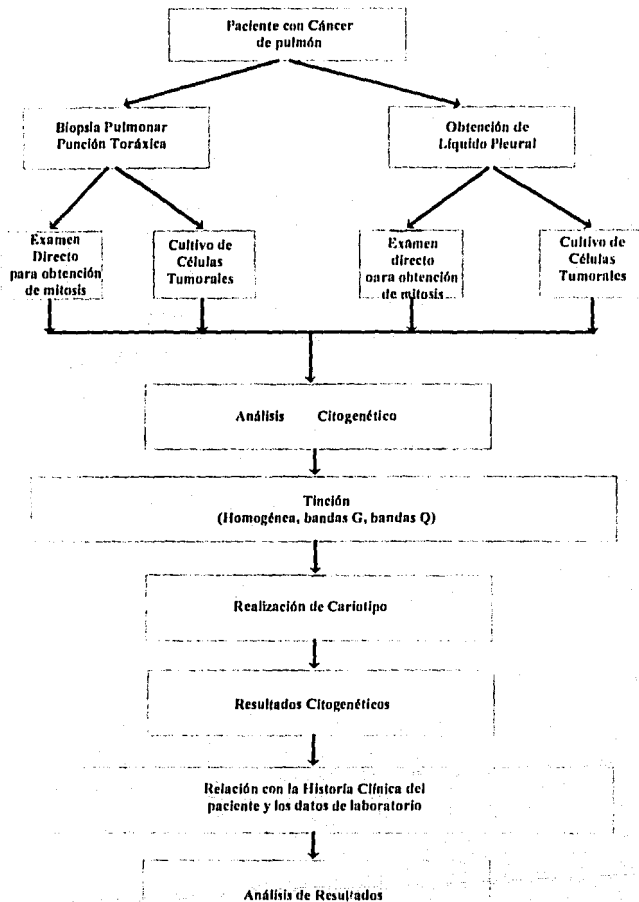 Paciente con Cáncer
de pulmón
Biopsia Pulmonar
Punción Toráxica
Obtención de
Líquido Pleural
Examen
Directo
para obtención
de mitosis
Cultivo de
Células
Tumorales
Exámen
directo
para obtención
de mitosis
Cultivo de
Células
Tumorales
Análisis Citogenético
Tinción
(Homogénea, bandas G, bandas Q)
Realización de Cariotipo
Resultados Citogenéticos
Relación con la Historía Clínica del
paciente y los datos de laboratorio
Análisis de Resultados